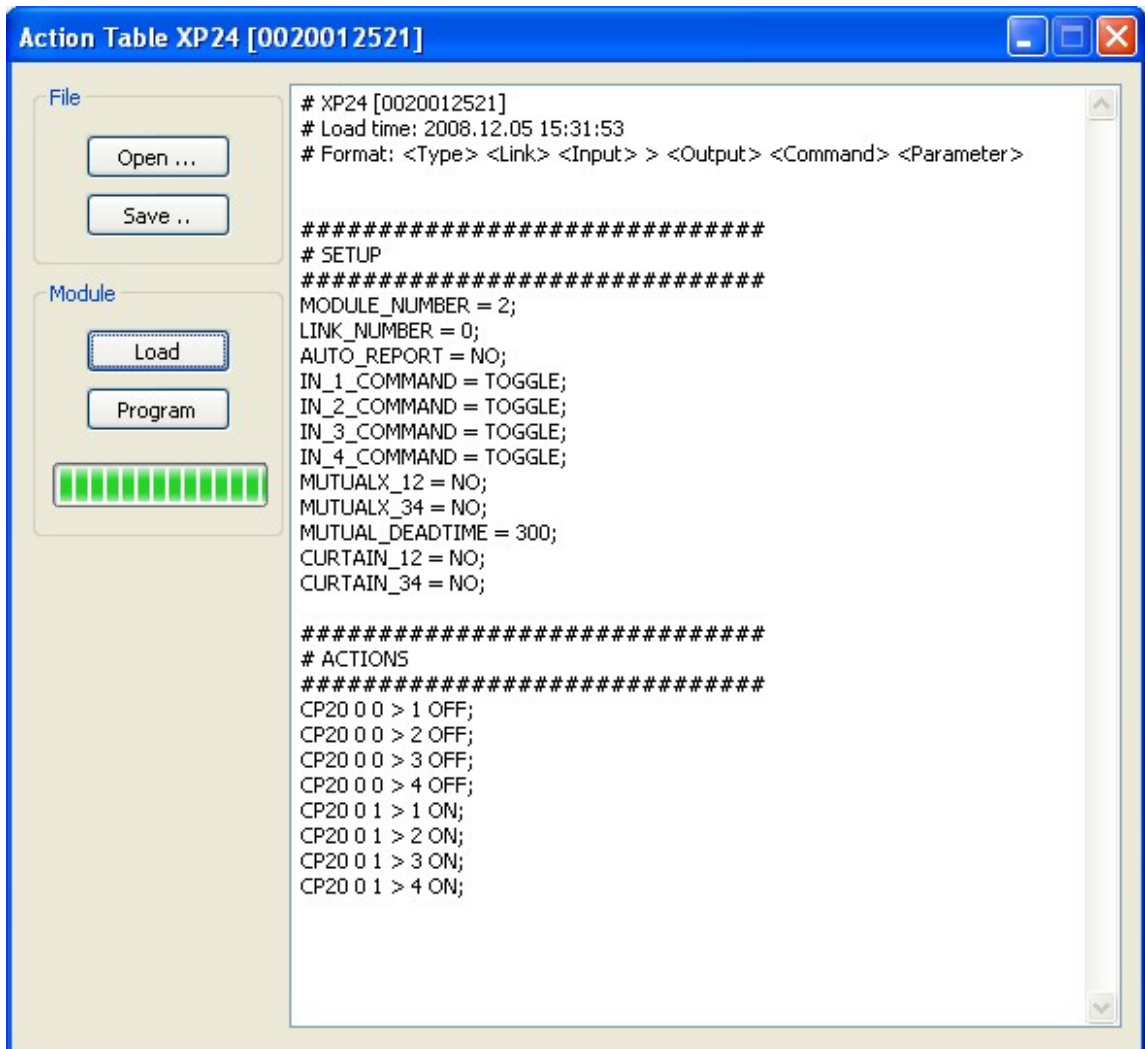 Action Table XP24 [0020012521]
File
Open ...
Save ..
Module
Load
Program
# XP24 [0020012521]
# Load time: 2008.12.05 15:31:53
# Format: <Type> <Link> <Input> > <Output> <Command> <Parameter>
##############################
# SETUP
##############################
MODULE_NUMBER = 2;
LINK_NUMBER = 0;
AUTO_REPORT = NO;
IN_1_COMMAND = TOGGLE;
IN_2_COMMAND = TOGGLE;
IN_3_COMMAND = TOGGLE;
IN_4_COMMAND = TOGGLE;
MUTUALX_12 = NO;
MUTUALX_34 = NO;
MUTUAL_DEADTIME = 300;
CURTAIN_12 = NO;
CURTAIN_34 = NO;
##############################
# ACTIONS
##############################
CP20 0 0 > 1 OFF;
CP20 0 0 > 2 OFF;
CP20 0 0 > 3 OFF;
CP20 0 0 > 4 OFF;
CP20 0 1 > 1 ON;
CP20 0 1 > 2 ON;
CP20 0 1 > 3 ON;
CP20 0 1 > 4 ON;